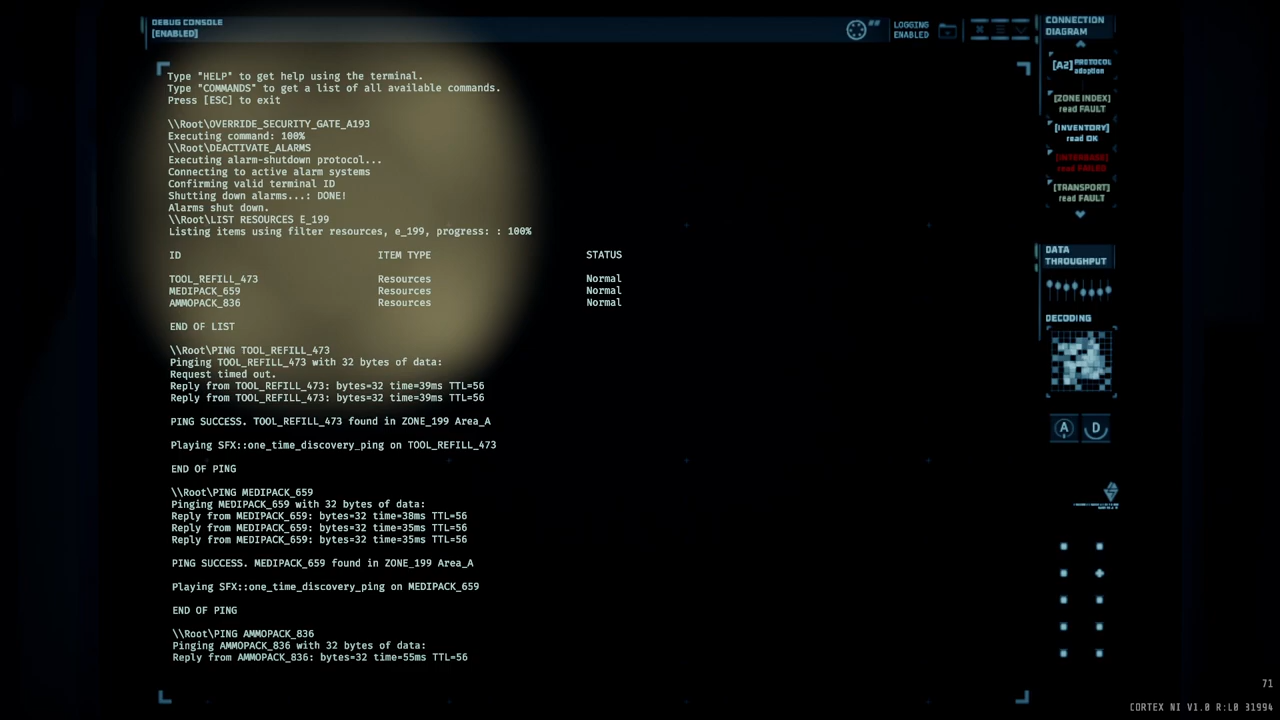 DEBUG CONSOLE
[ENABLED]
LOGGING
ENABLED
Type "HELP" to get help using the terminal.
Type "COMMANDS" to get a list of all available commands.
Press [ESC] to exit
\\Root\OVERRIDE_SECURITY_GATE_A193
Executing command: 100%
\\Root\DEACTIVATE_ALARMS
Executing alarm-shutdown protocol...
Connecting to active alarm systems
Confirming valid terminal ID
Shutting down alarms...: DONE!
Alarms shut down.
\\Root\LIST RESOURCES E_199
Listing items using filter resources, e_199, progress: : 100%
ID ITEM TYPE STATUS
TOOL_REFILL_473 Resources Normal
MEDIPACK_659 Resources Normal
AMMOPACK_836 Resources Normal
END OF LIST
\\Root\PING TOOL_REFILL_473
Pinging TOOL_REFILL_473 with 32 bytes of data:
Request timed out.
Reply from TOOL_REFILL_473: bytes=32 time=39ms TTL=56
Reply from TOOL_REFILL_473: bytes=32 time=39ms TTL=56
PING SUCCESS. TOOL_REFILL_473 found in ZONE_199 Area_A
Playing SFX::one_time_discovery_ping on TOOL_REFILL_473
END OF PING
\\Root\PING MEDIPACK_659
Pinging MEDIPACK_659 with 32 bytes of data:
Reply from MEDIPACK_659: bytes=32 time=38ms TTL=56
Reply from MEDIPACK_659: bytes=32 time=35ms TTL=56
Reply from MEDIPACK_659: bytes=32 time=35ms TTL=56
PING SUCCESS. MEDIPACK_659 found in ZONE_199 Area_A
Playing SFX::one_time_discovery_ping on MEDIPACK_659
END OF PING
\\Root\PING AMMOPACK_836
Pinging AMMOPACK_836 with 32 bytes of data:
Reply from AMMOPACK_836: bytes=32 time=55ms TTL=56
CONNECTION
DIAGRAM
[A2] PROTOCOL
adoption
[ZONE INDEX]
read FAULT
[INVENTORY]
read OK
[INTERBASE]
read FAILED
[TRANSPORT]
read FAULT
DATA
THROUGHPUT
DECODING
A D
71
CORTEX NI V1.0 R:L0 31994